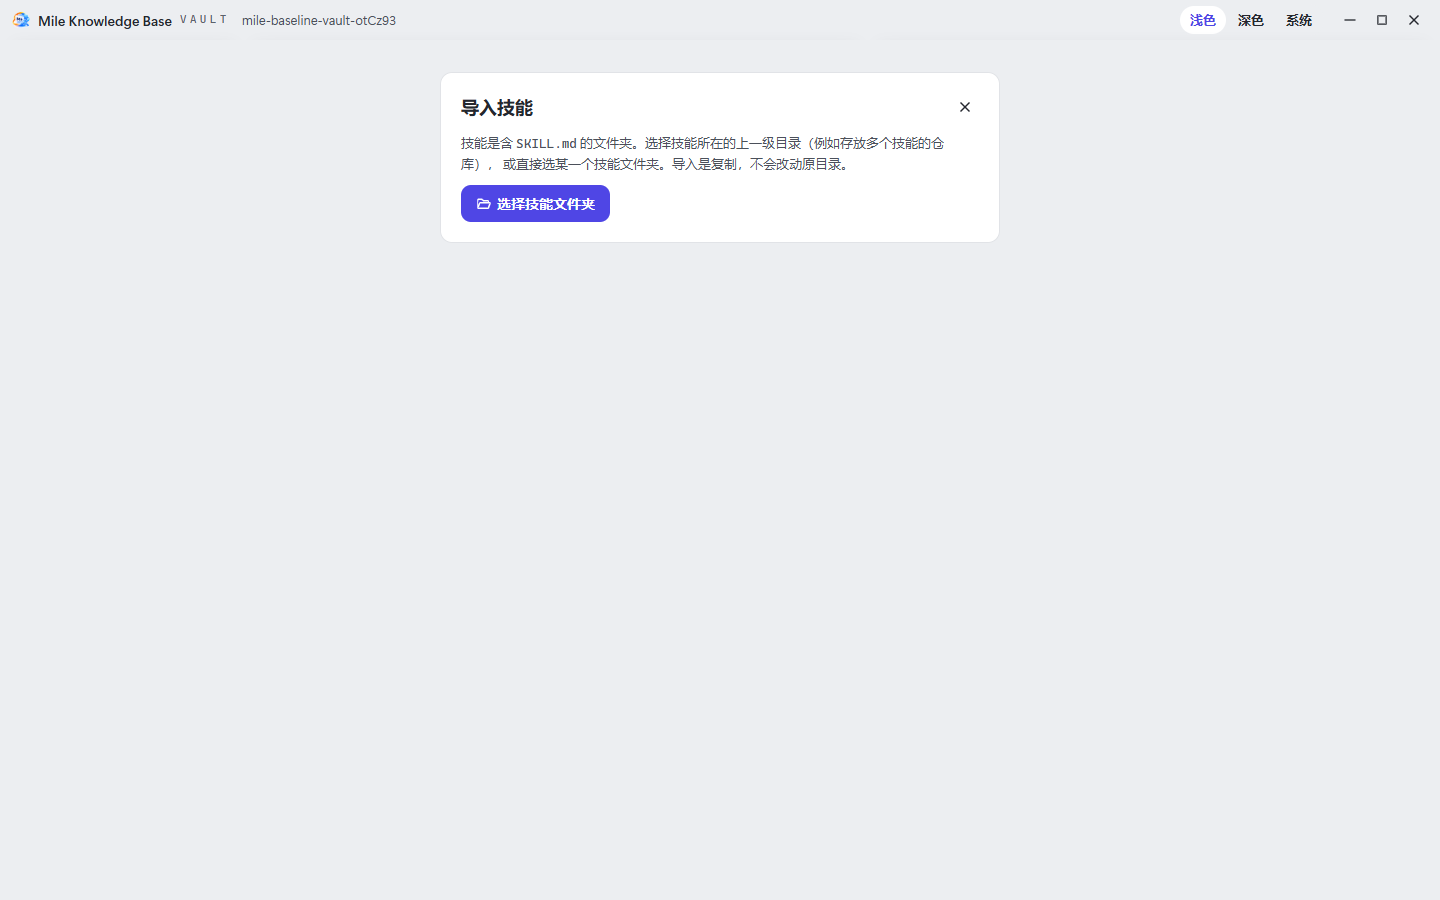 Mile Knowledge Base VAULT mile-baseline-vault-otCz93 浅色 深色 系统
导入技能
技能是含 SKILL.md 的文件夹。选择技能所在的上一级目录（例如存放多个技能的仓
库）， 或直接选某一个技能文件夹。导入是复制，不会改动原目录。
选择技能文件夹